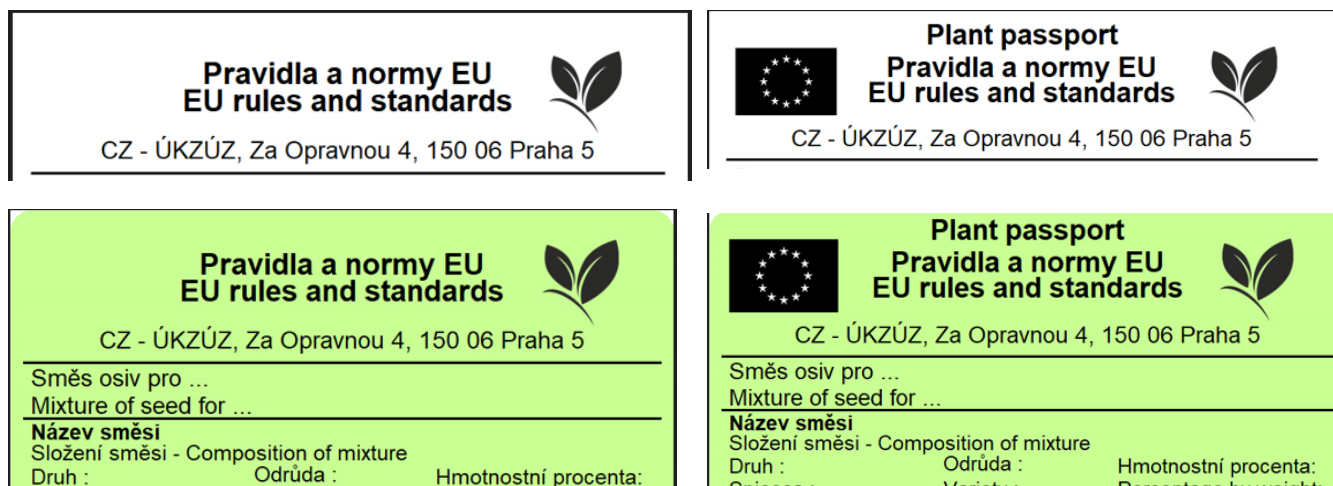 Pravidla a normy EU
EU rules and standards
CZ - ÚKZÚZ, Za Opravnou 4, 150 06 Praha 5
Plant passport
Pravidla a normy EU
EU rules and standards
CZ - ÚKZÚZ, Za Opravnou 4, 150 06 Praha 5
Pravidla a normy EU
EU rules and standards
CZ - ÚKZÚZ, Za Opravnou 4, 150 06 Praha 5
Směs osiv pro ...
Mixture of seed for ...
Název směsi
Složení směsi - Composition of mixture
Druh : Odrůda : Hmotnostní procenta:
Plant passport
Pravidla a normy EU
EU rules and standards
CZ - ÚKZÚZ, Za Opravnou 4, 150 06 Praha 5
Směs osiv pro ...
Mixture of seed for ...
Název směsi
Složení směsi - Composition of mixture
Druh : Odrůda : Hmotnostní procenta: